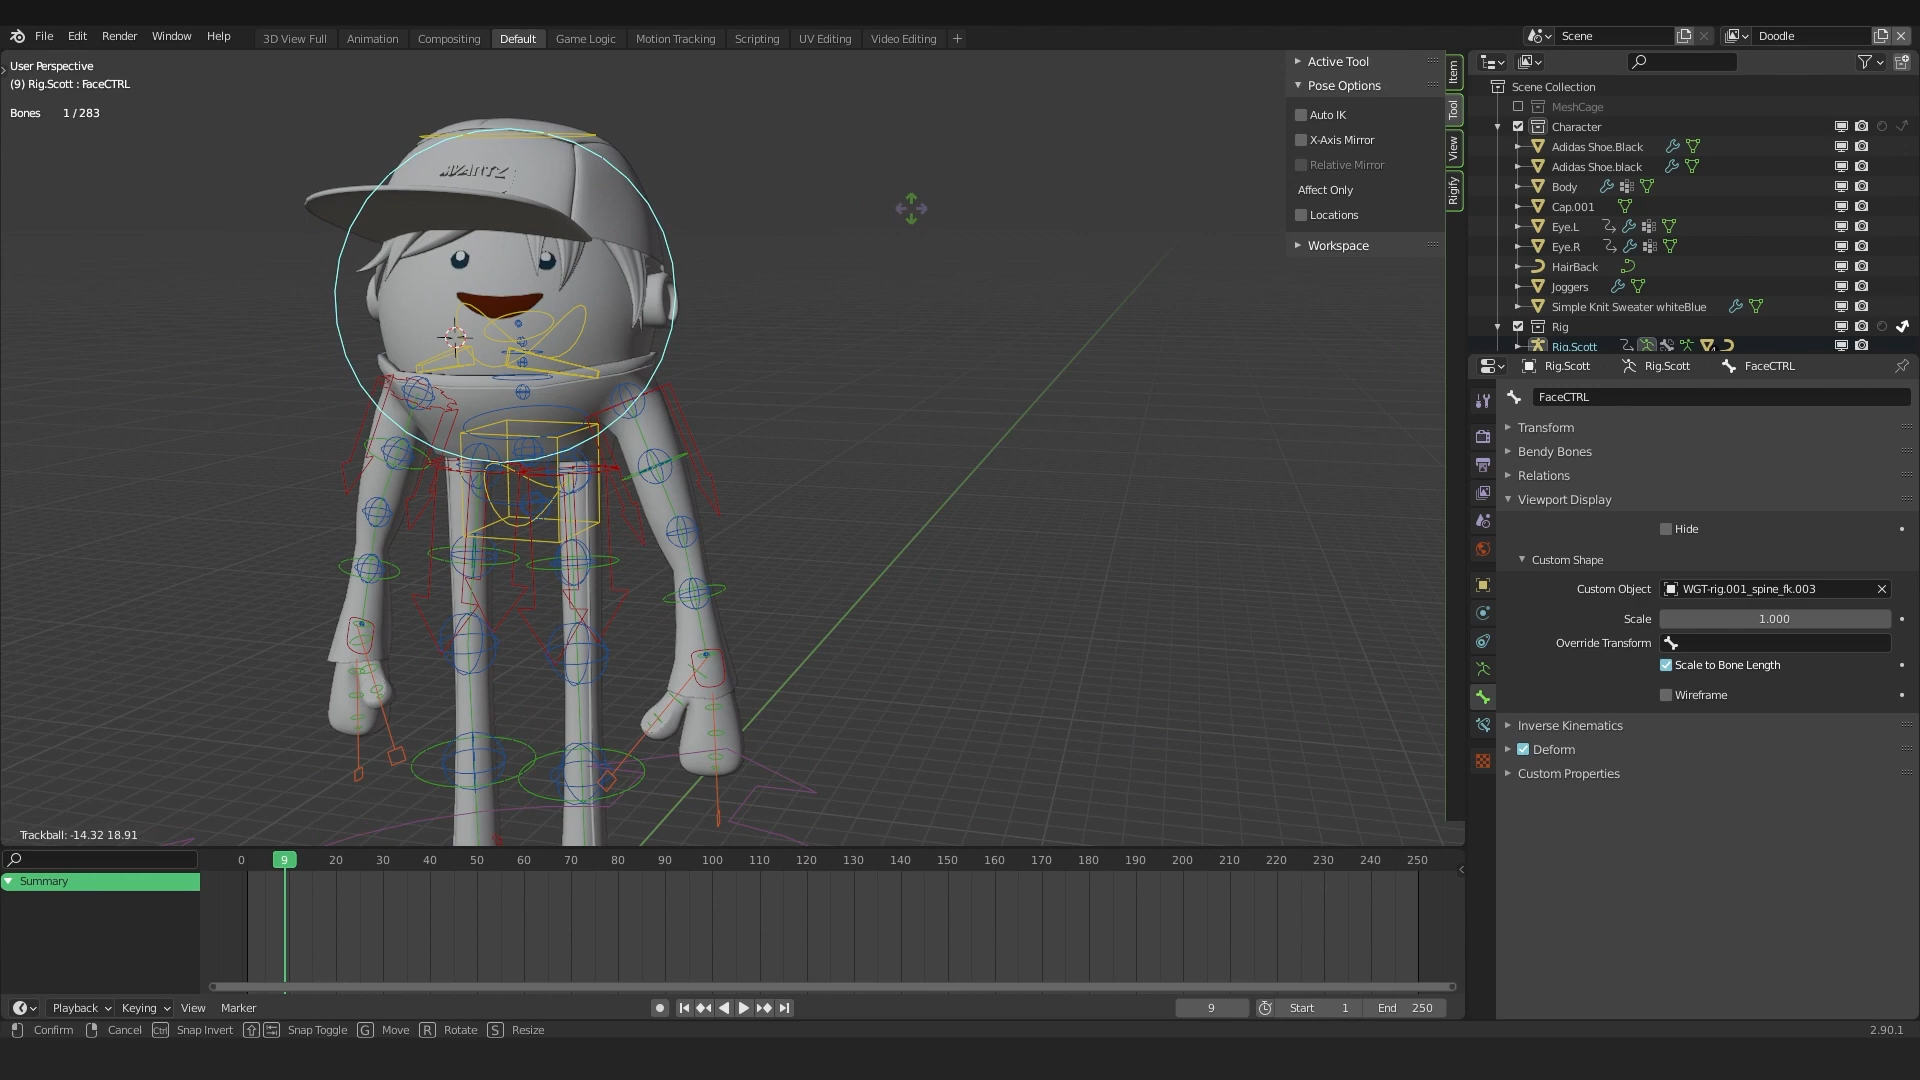 File Edit Render Window Help 3D View Full Animation Compositing Default Game Logic Motion Tracking Scripting UV Editing Video Editing + Scene Doodle
User Perspective
(9) Rig.Scott : FaceCTRL
Bones 1 / 283
Active Tool
Pose Options
Auto IK
X-Axis Mirror
Relative Mirror
Affect Only
Locations
Workspace
Item
Tool
View
Rigify
Scene Collection
MeshCage
Character
Adidas Shoe.Black
Adidas Shoe.black
Body
Cap.001
Eye.L
Eye.R
HairBack
Joggers
Simple Knit Sweater whiteBlue
Rig
Rig.Scott
Rig.Scott Rig.Scott FaceCTRL
FaceCTRL
Transform
Bendy Bones
Relations
Viewport Display
Hide
Custom Shape
Custom Object WGT-rig.001_spine_fk.003
Scale 1.000
Override Transform
Scale to Bone Length
Wireframe
Inverse Kinematics
Deform
Custom Properties
Trackball: -14.32 18.91
0 9 20 30 40 50 60 70 80 90 100 110 120 130 140 150 160 170 180 190 200 210 220 230 240 250
Summary
Playback Keying View Marker 9 Start 1 End 250
Confirm Cancel Ctrl Snap Invert Snap Toggle G Move R Rotate S Resize 2.90.1